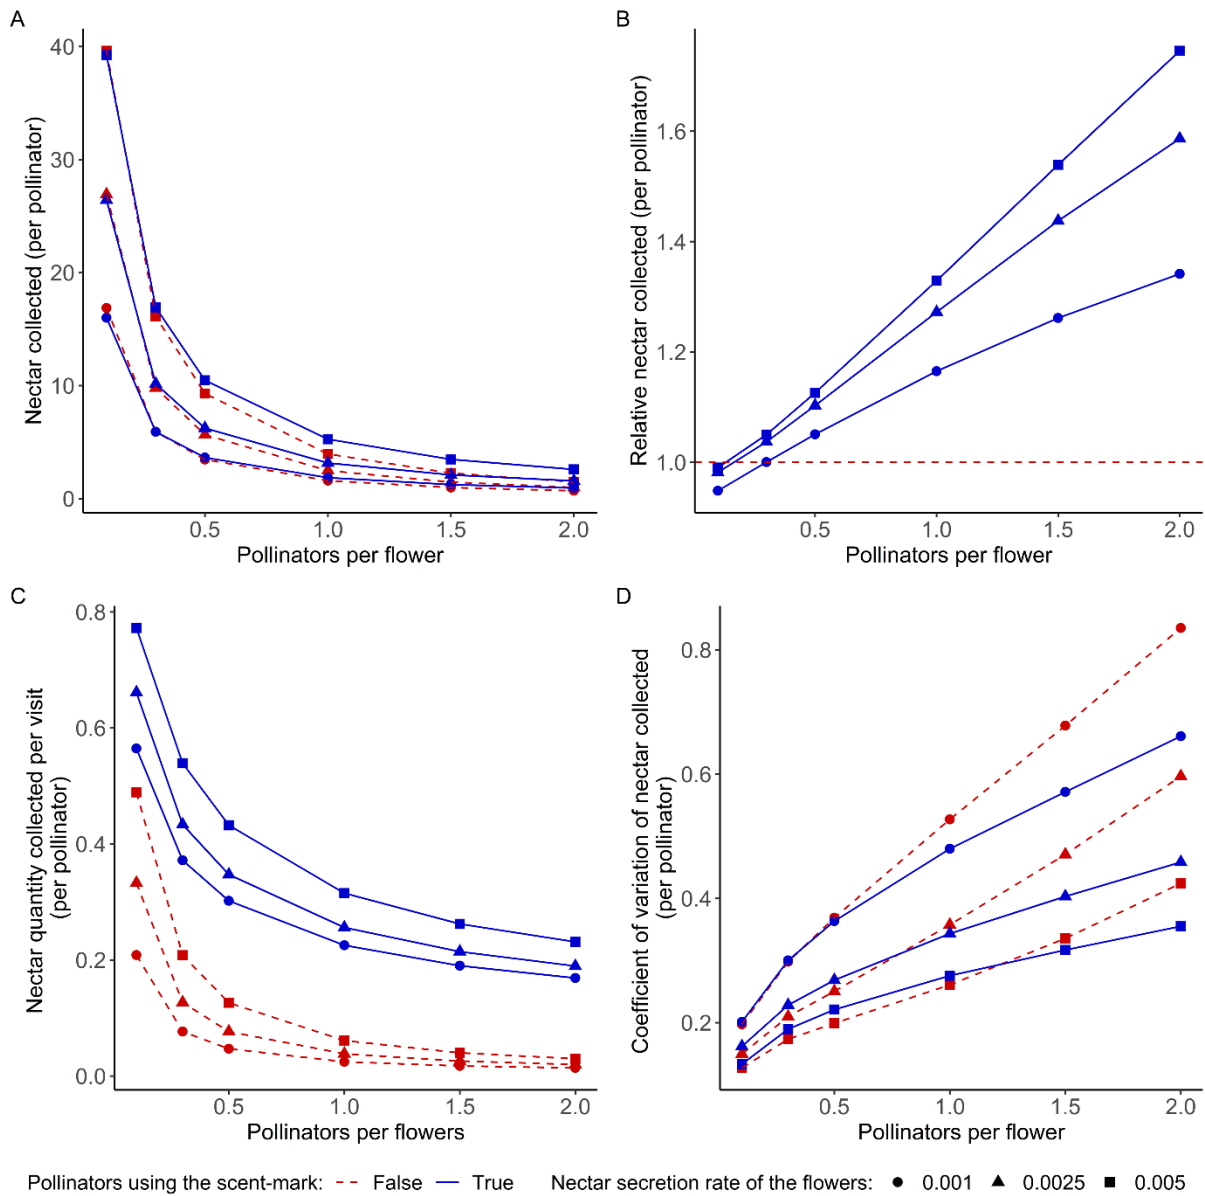 A
Nectar collected (per pollinator)
40
30
20
10
0
0.5
1.0
1.5
2.0
Pollinators per flower
B
Relative nectar collected (per pollinator)
1.6
1.4
1.2
1.0
0.5
1.0
1.5
2.0
Pollinators per flower
C
Nectar quantity collected per visit
(per pollinator)
0.8
0.6
0.4
0.2
0.0
0.5
1.0
1.5
2.0
Pollinators per flowers
D
Coefficient of variation of nectar collected
(per pollinator)
0.8
0.6
0.4
0.2
0.5
1.0
1.5
2.0
Pollinators per flower
Pollinators using the scent-mark: False True Nectar secretion rate of the flowers: 0.001 0.0025 0.005